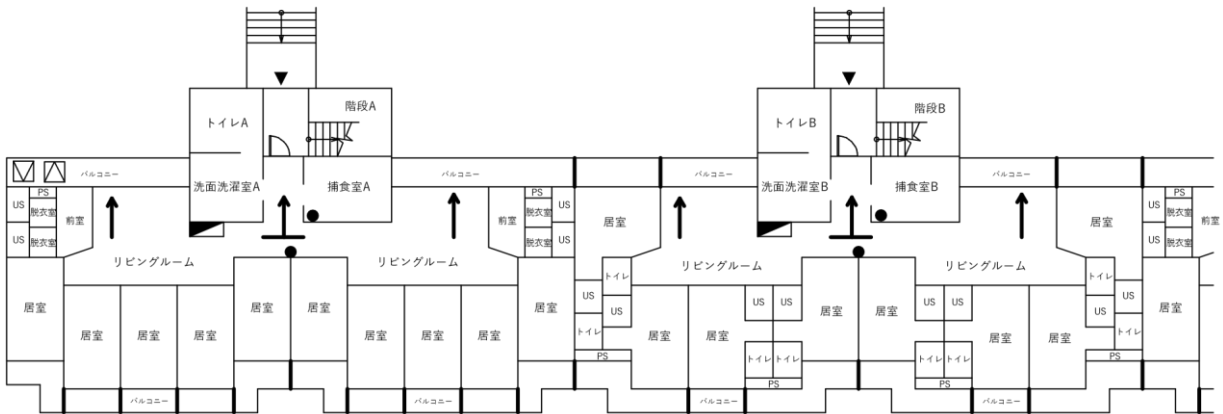 階段A
階段B
トイレA
トイレB
バルコニー
バルコニー
バルコニー
バルコニー
洗面洗濯室A
捕食室A
洗面洗濯室B
捕食室B
PS
PS
PS
US
脱衣室
前室
前室
脱衣室
US
居室
居室
US
脱衣室
前室
US
脱衣室
脱衣室
US
US
脱衣室
リビングルーム
リビングルーム
リビングルーム
リビングルーム
トイレ
トイレ
US
US
US
US
US
US
US
US
居室
居室
居室
居室
居室
居室
居室
トイレ
トイレ
居室
居室
居室
居室
居室
居室
居室
居室
居室
居室
PS
トイレ
トイレ
トイレ
トイレ
PS
PS
PS
バルコニー
バルコニー
バルコニー
バルコニー